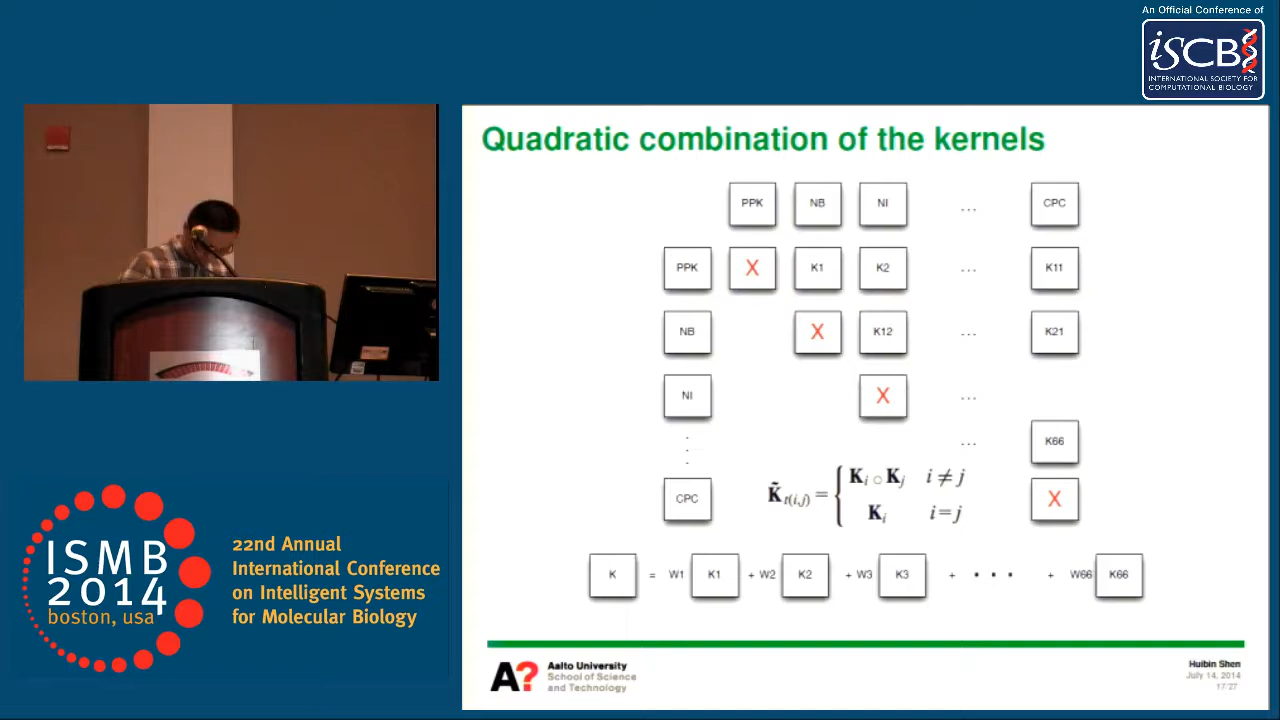 An Official Conference of
iSCB
INTERNATIONAL SOCIETY FOR
COMPUTATIONAL BIOLOGY
Quadratic combination of the kernels
PPK NB NI ... CPC
PPK X K1 K2 ... K11
NB X K12 ... K21
NI X ...
... K66
CPC X
K̃t(i,j) = { Ki ∘ Kj i ≠ j
Ki i=j
K = W1 K1 + W2 K2 + W3 K3 + • • • + W66 K66
A? Aalto University
School of Science
and Technology
Huibin Shen
July 14, 2014
17/27
ISMB
2014
boston, usa
22nd Annual
International Conference
on Intelligent Systems
for Molecular Biology